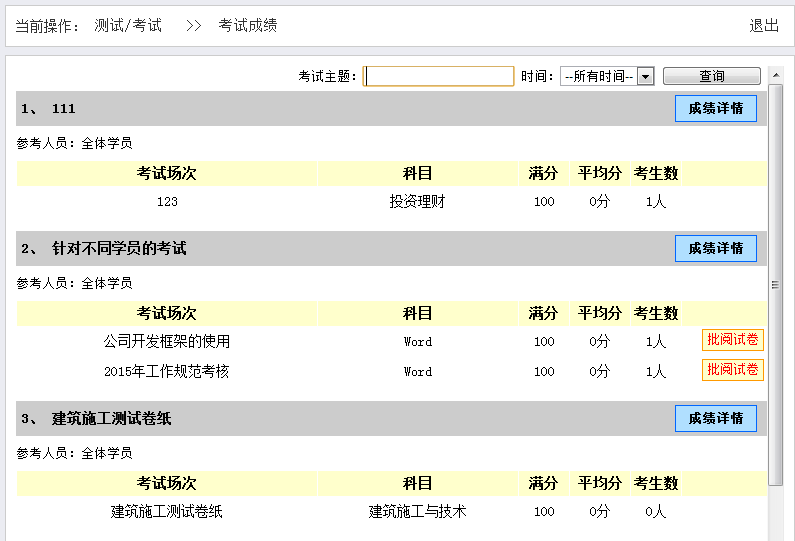 当前操作： 测试/考试 >> 考试成绩 退出
考试主题： 时间： --所有时间-- 查询
1、 111 成绩详情
参考人员：全体学员
考试场次 科目 满分 平均分 考生数
123 投资理财 100 0分 1人
2、 针对不同学员的考试 成绩详情
参考人员：全体学员
考试场次 科目 满分 平均分 考生数
公司开发框架的使用 Word 100 0分 1人 批阅试卷
2015年工作规范考核 Word 100 0分 1人 批阅试卷
3、 建筑施工测试卷纸 成绩详情
参考人员：全体学员
考试场次 科目 满分 平均分 考生数
建筑施工测试卷纸 建筑施工与技术 100 0分 0人